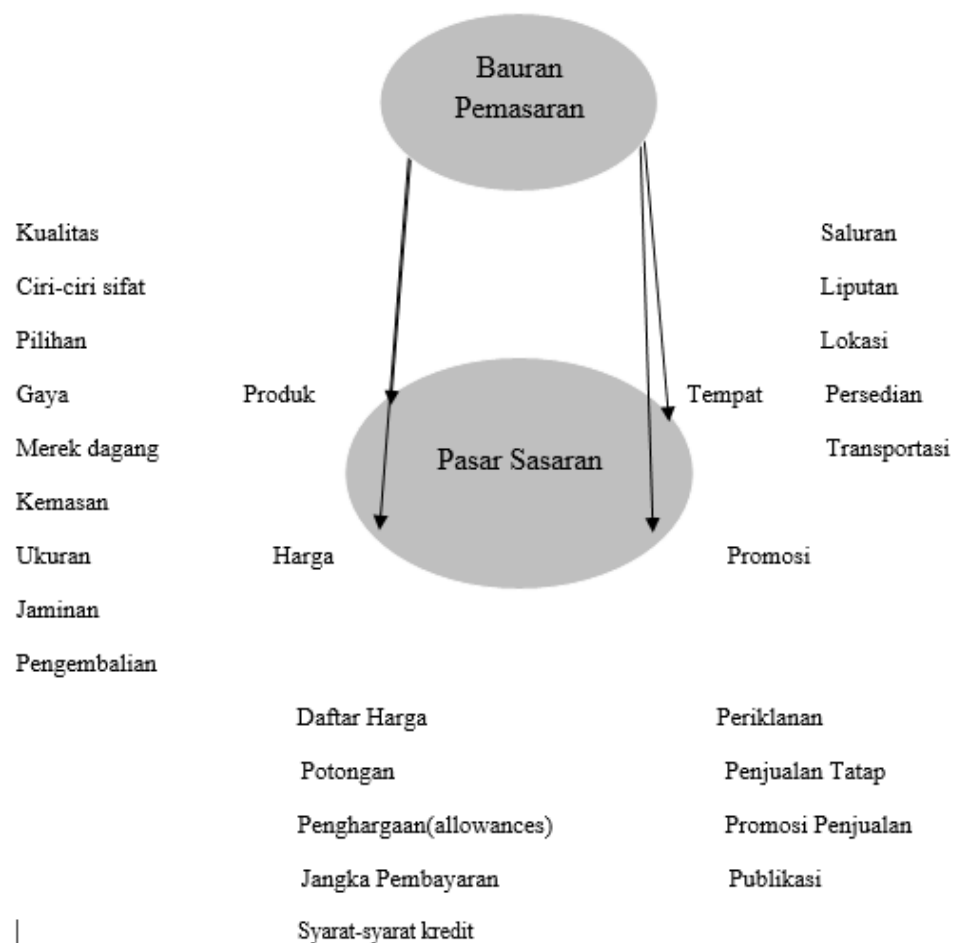 Bauran
Pemasaran
Kualitas
Saluran
Ciri-ciri sifat
Liputan
Pilihan
Lokasi
Gaya
Produk
Tempat
Persedian
Merek dagang
Pasar Sasaran
Transportasi
Kemasan
Ukuran
Harga
Promosi
Jaminan
Pengembalian
Daftar Harga
Periklanan
Potongan
Penjualan Tatap
Penghargaan(allowances)
Promosi Penjualan
Jangka Pembayaran
Publikasi
Syarat-syarat kredit